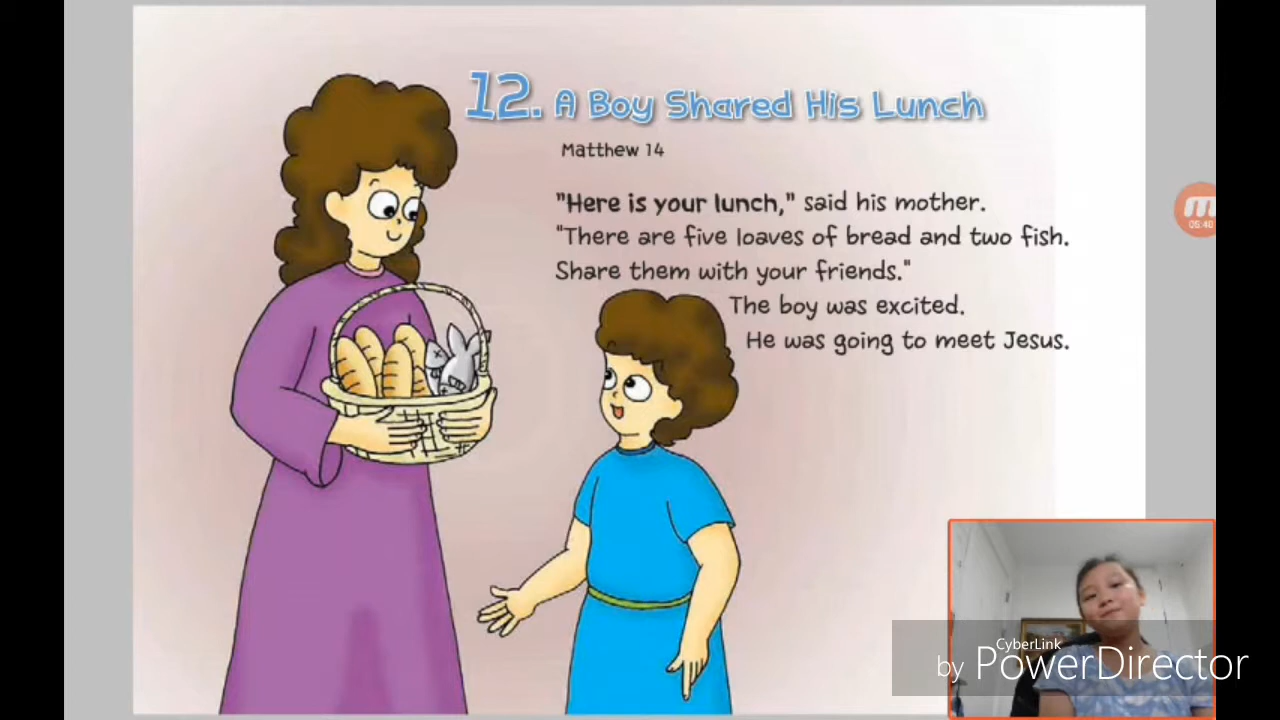 12. A Boy Shared His Lunch
Matthew 14
"Here is your lunch," said his mother.
"There are five loaves of bread and two fish.
Share them with your friends."
The boy was excited.
He was going to meet Jesus.
06:40
CyberLink
by PowerDirector